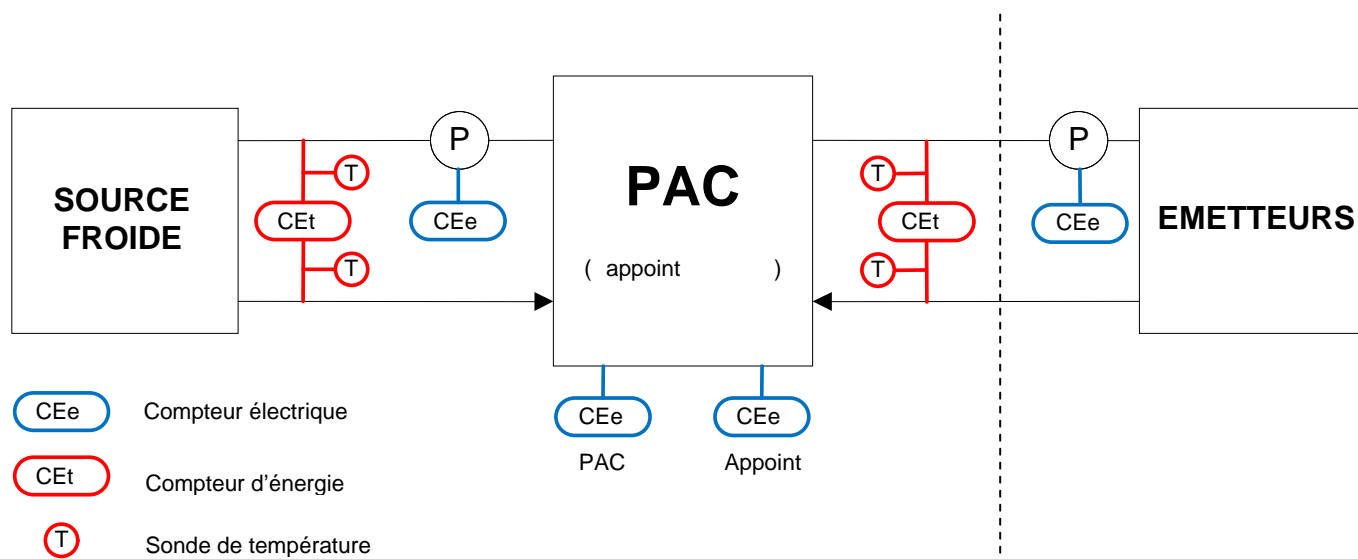 SOURCE
FROIDE
T
CEt
T
P
CEe
PAC
( appoint )
T
CEt
T
P
CEe
EMETTEURS
CEe
PAC
CEe
Appoint
CEe Compteur électrique
CEt Compteur d’énergie
T Sonde de température